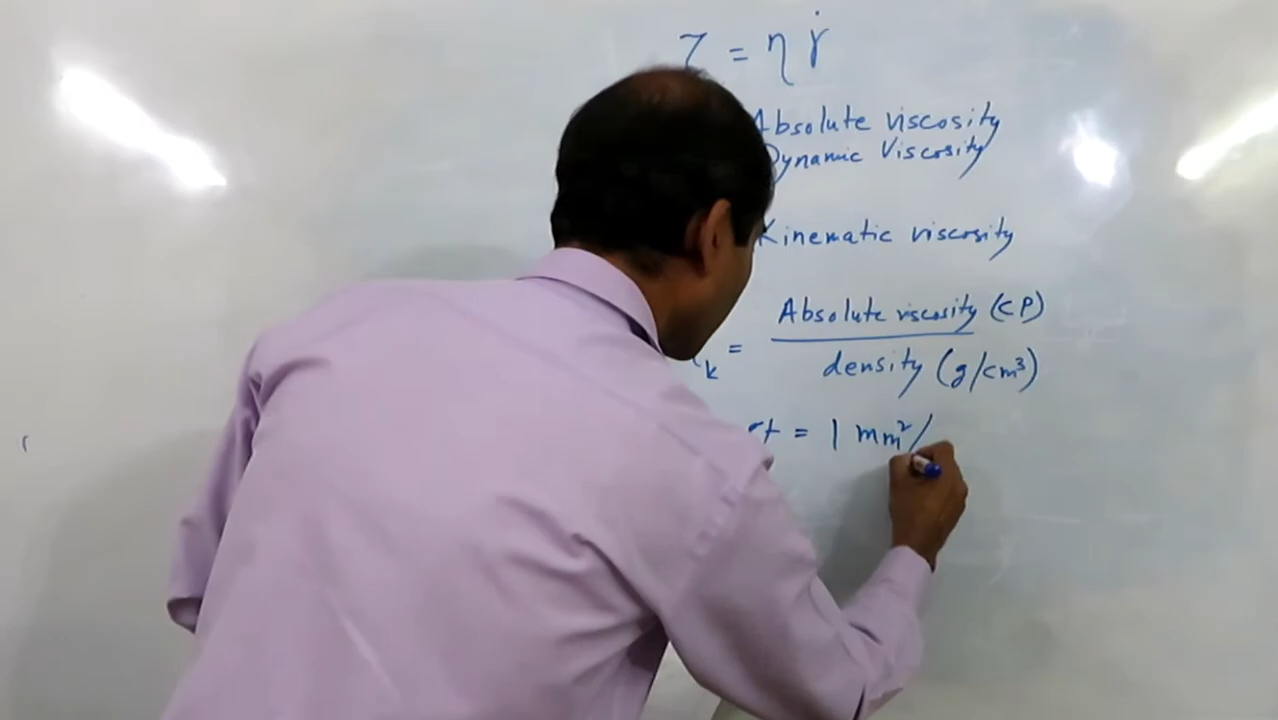 τ = η γ̇
Absolute viscosity
Dynamic Viscosity
Kinematic viscosity
Absolute viscosity (cP)
k =
density (g/cm³)
= 1 mm²/